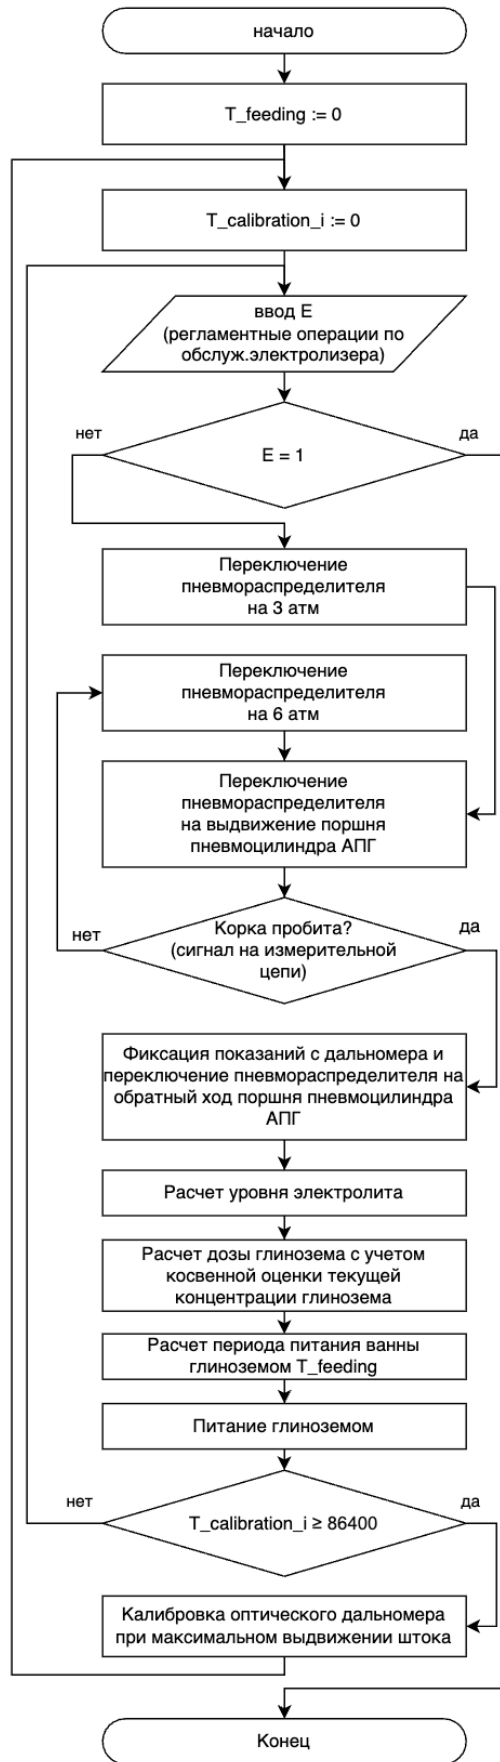 начало
T_feeding := 0
T_calibration_i := 0
ввод E
(регламентные операции по
обслуж.электролизера)
нет
да
E = 1
Переключение
пневмораспределителя
на 3 атм
Переключение
пневмораспределителя
на 6 атм
Переключение
пневмораспределителя
на выдвижение поршня
пневмоцилиндра АПГ
Корка пробита?
(сигнал на измерительной
цепи)
нет
да
Фиксация показаний с дальномера и
переключение пневмораспределителя на
обратный ход поршня пневмоцилиндра
АПГ
Расчет уровня электролита
Расчет дозы глинозема с учетом
косвенной оценки текущей
концентрации глинозема
Расчет периода питания ванны
глиноземом T_feeding
Питание глиноземом
нет
да
T_calibration_i ≥ 86400
Калибровка оптического дальномера
при максимальном выдвижении штока
Конец